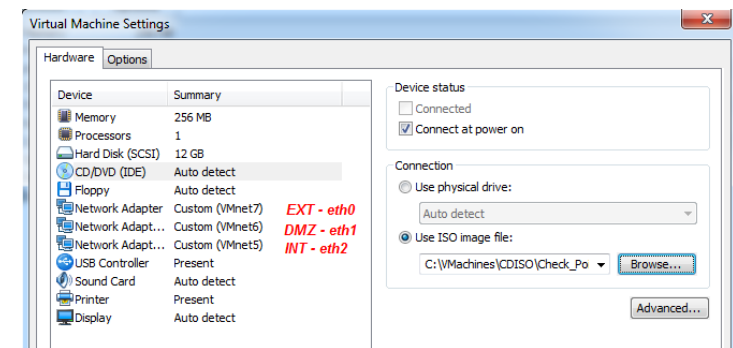 Virtual Machine Settings
x
Hardware Options
Device Summary
Memory 256 MB
Processors 1
Hard Disk (SCSI) 12 GB
CD/DVD (IDE) Auto detect
Floppy Auto detect
Network Adapter Custom (VMnet7) EXT - eth0
Network Adapt... Custom (VMnet6) DMZ - eth1
Network Adapt... Custom (VMnet5) INT - eth2
USB Controller Present
Sound Card Auto detect
Printer Present
Display Auto detect
Device status
Connected
Connect at power on
Connection
Use physical drive:
Auto detect
Use ISO image file:
C:\VMachines\CDISO\Check_Po Browse...
Advanced...